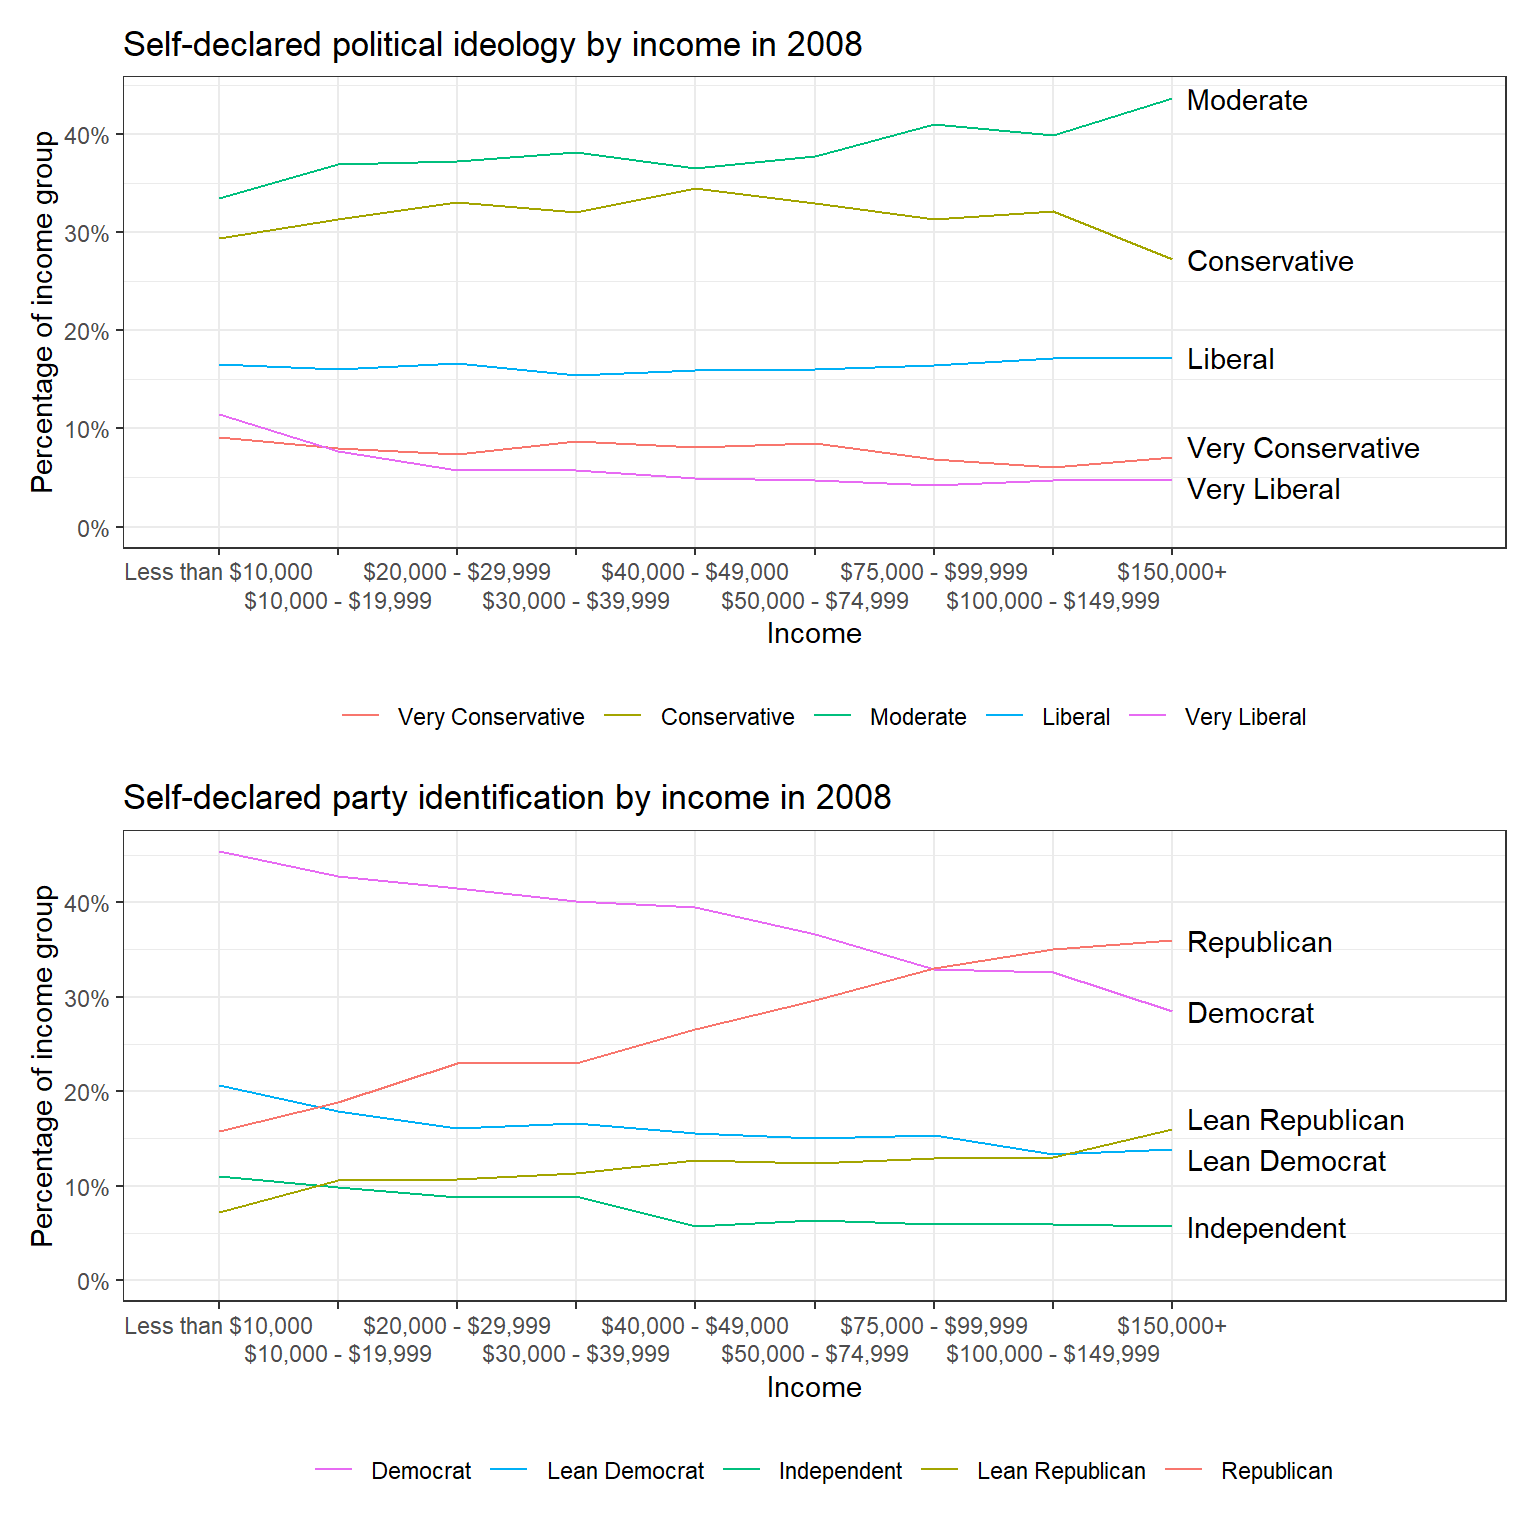 Self-declared political ideology by income in 2008
Percentage of income group
40%
30%
20%
10%
0%
Moderate
Conservative
Liberal
Very Conservative
Very Liberal
Less than $10,000 $20,000 - $29,999 $40,000 - $49,000 $75,000 - $99,999 $150,000+
$10,000 - $19,999 $30,000 - $39,999 $50,000 - $74,999 $100,000 - $149,999
Income
Very Conservative Conservative Moderate Liberal Very Liberal
Self-declared party identification by income in 2008
Percentage of income group
40%
30%
20%
10%
0%
Republican
Democrat
Lean Republican
Lean Democrat
Independent
Less than $10,000 $20,000 - $29,999 $40,000 - $49,000 $75,000 - $99,999 $150,000+
$10,000 - $19,999 $30,000 - $39,999 $50,000 - $74,999 $100,000 - $149,999
Income
Democrat Lean Democrat Independent Lean Republican Republican